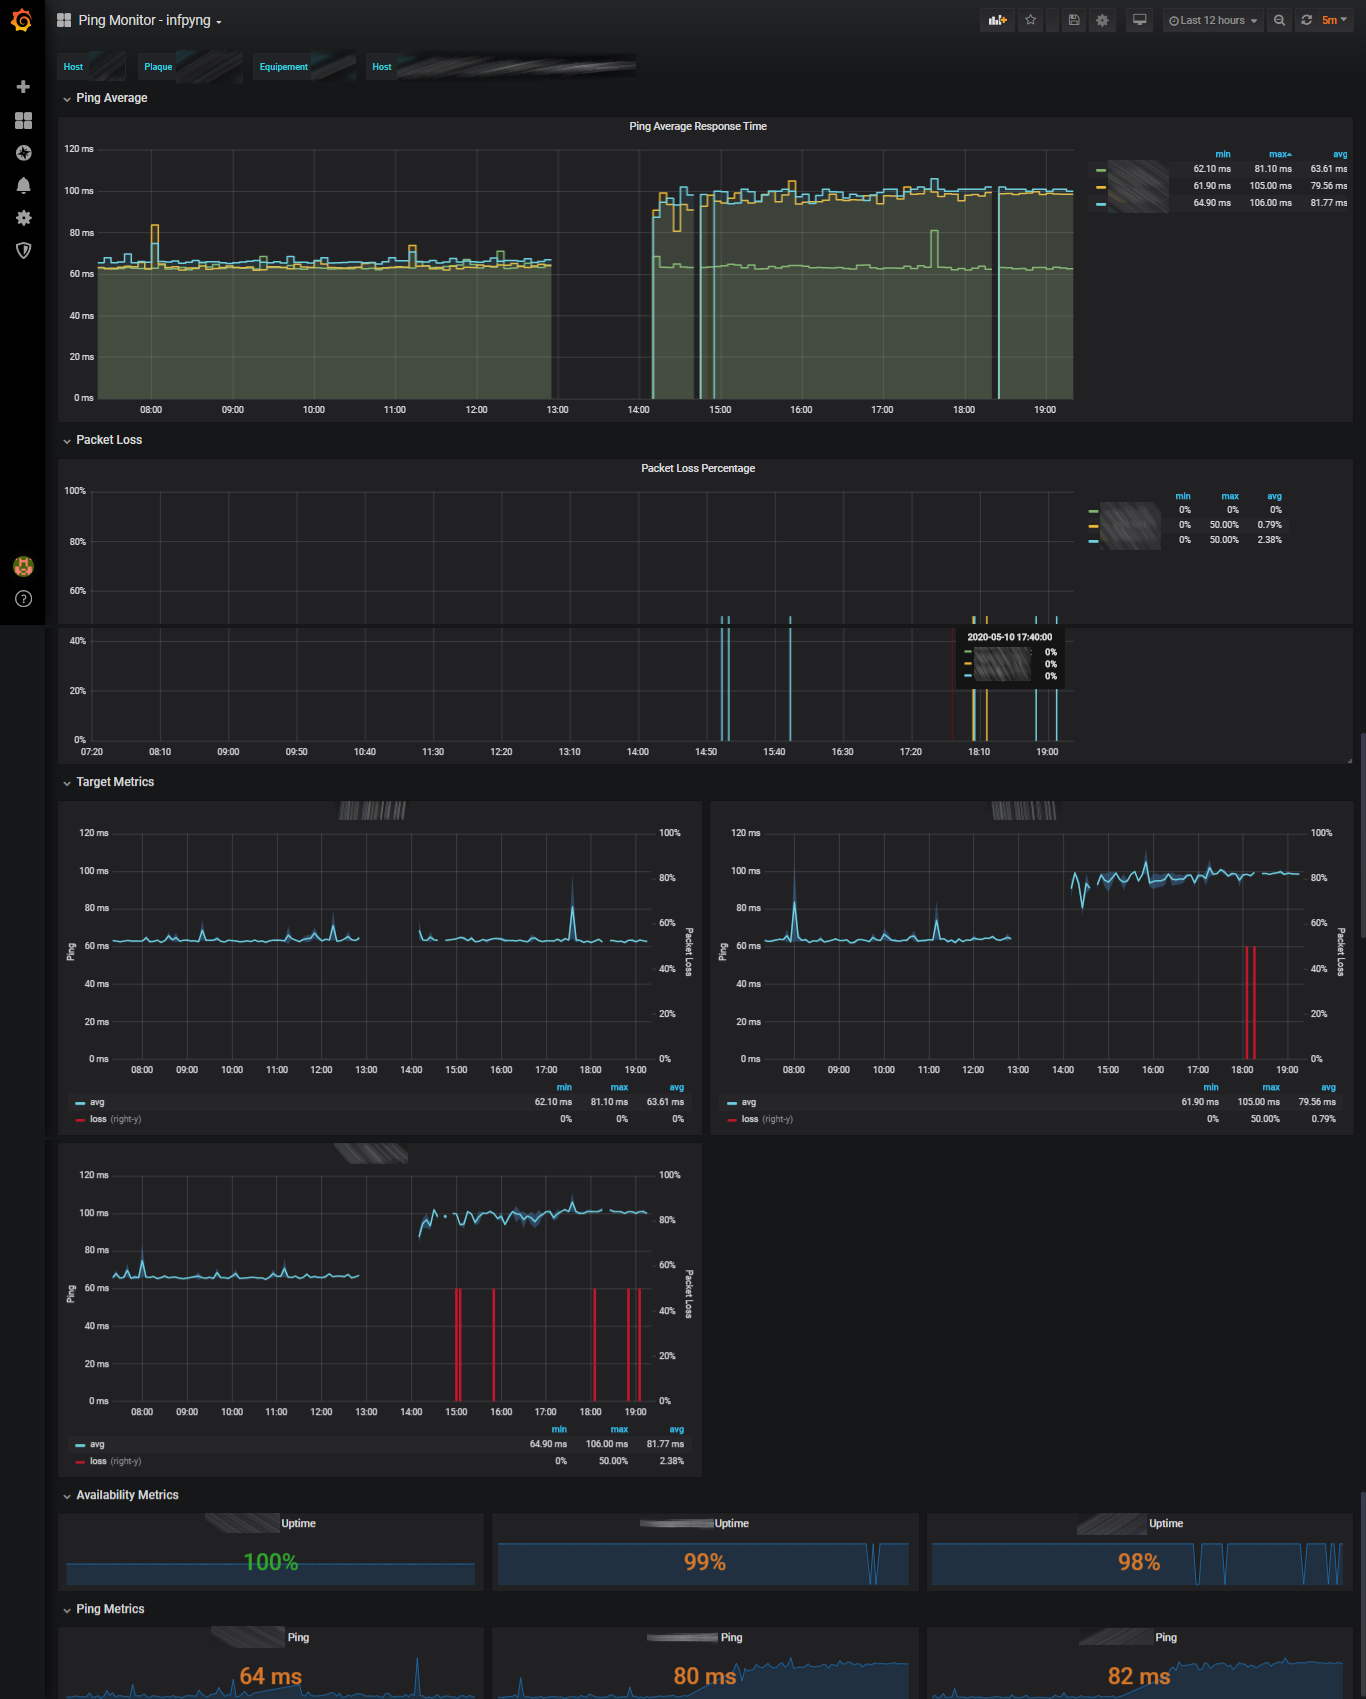 Ping Monitor - infpyng
Last 12 hours
5m
Host
Plaque
Equipement
Host
Ping Average
Ping Average Response Time
120 ms
100 ms
80 ms
60 ms
40 ms
20 ms
0 ms
08:00 09:00 10:00 11:00 12:00 13:00 14:00 15:00 16:00 17:00 18:00 19:00
min max avg
62.10 ms 81.10 ms 63.61 ms
61.90 ms 105.00 ms 79.56 ms
64.90 ms 106.00 ms 81.77 ms
Packet Loss
Packet Loss Percentage
100%
80%
60%
40%
20%
0%
07:20 08:10 09:00 09:50 10:40 11:30 12:20 13:10 14:00 14:50 15:40 16:30 17:20 18:10 19:00
min max avg
0% 0% 0%
0% 50.00% 0.79%
0% 50.00% 2.38%
2020-05-10 17:40:00
: 0%
0%
0%
Target Metrics
120 ms
100 ms
80 ms
60 ms
40 ms
20 ms
0 ms
Ping
100%
80%
60%
40%
20%
0%
Packet Loss
08:00 09:00 10:00 11:00 12:00 13:00 14:00 15:00 16:00 17:00 18:00 19:00
min max avg
avg 62.10 ms 81.10 ms 63.61 ms
loss (right-y) 0% 0% 0%
120 ms
100 ms
80 ms
60 ms
40 ms
20 ms
0 ms
Ping
100%
80%
60%
40%
20%
0%
Packet Loss
08:00 09:00 10:00 11:00 12:00 13:00 14:00 15:00 16:00 17:00 18:00 19:00
min max avg
avg 61.90 ms 105.00 ms 79.56 ms
loss (right-y) 0% 50.00% 0.79%
120 ms
100 ms
80 ms
60 ms
40 ms
20 ms
0 ms
Ping
100%
80%
60%
40%
20%
0%
Packet Loss
08:00 09:00 10:00 11:00 12:00 13:00 14:00 15:00 16:00 17:00 18:00 19:00
min max avg
avg 64.90 ms 106.00 ms 81.77 ms
loss (right-y) 0% 50.00% 2.38%
Availability Metrics
Uptime
100%
Uptime
99%
Uptime
98%
Ping Metrics
Ping
64 ms
Ping
80 ms
Ping
82 ms